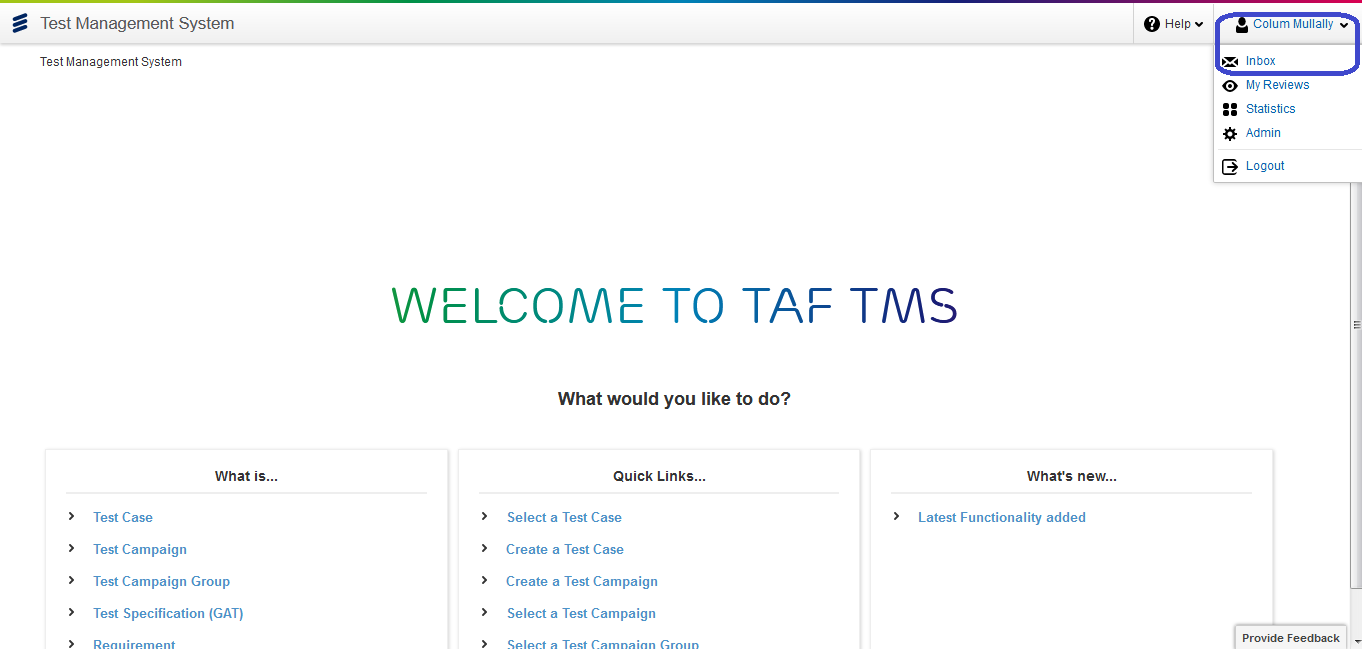 Test Management System
Help
Colum Mullally
Test Management System
Inbox
My Reviews
Statistics
Admin
Logout
WELCOME TO TAF TMS
What would you like to do?
What is...
Test Case
Test Campaign
Test Campaign Group
Test Specification (GAT)
Requirement
Quick Links...
Select a Test Case
Create a Test Case
Create a Test Campaign
Select a Test Campaign
Select a Test Campaign Group
What's new...
Latest Functionality added
Provide Feedback